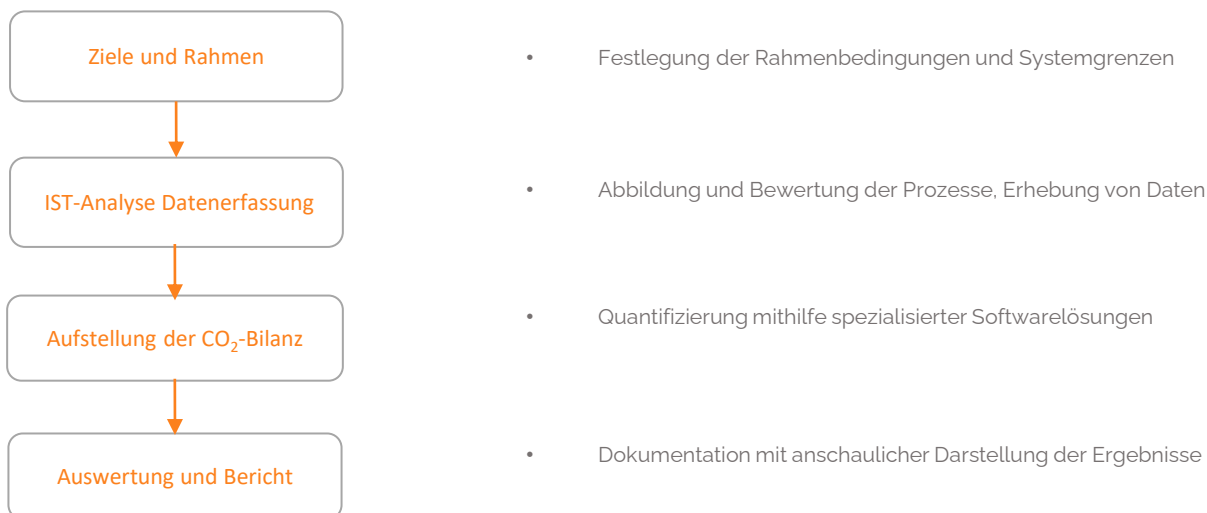 Ziele und Rahmen
• Festlegung der Rahmenbedingungen und Systemgrenzen
IST-Analyse Datenerfassung
• Abbildung und Bewertung der Prozesse, Erhebung von Daten
Aufstellung der CO₂-Bilanz
• Quantifizierung mithilfe spezialisierter Softwarelösungen
Auswertung und Bericht
• Dokumentation mit anschaulicher Darstellung der Ergebnisse